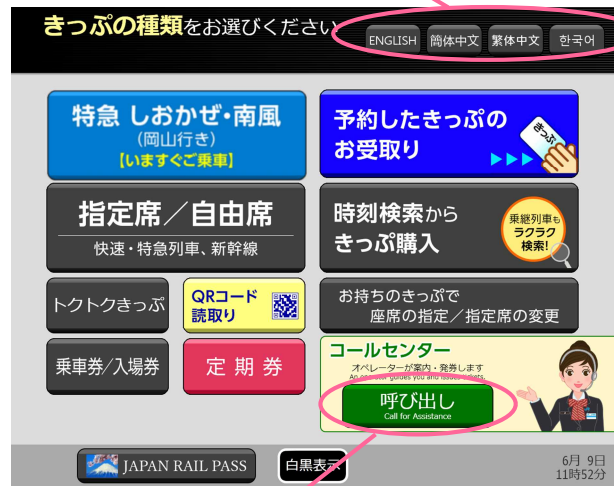 きっぷの種類をお選びください
ENGLISH 簡体中文 繁体中文 한국어
特急 しおかぜ・南風
(岡山行き)
【いますぐご乗車】
予約したきっぷの
お受取り
きっぷ
指定席／自由席
快速・特急列車、新幹線
時刻検索から
きっぷ購入
乗継列車も
ラクラク
検索!
トクトクきっぷ
QRコード
読取り
お持ちのきっぷで
座席の指定／指定席の変更
乗車券/入場券
定期券
コールセンター
オペレーターが案内・発券します
An operator guides you and issues tickets.
呼び出し
Call for Assistance
JAPAN RAIL PASS
白黒表示
6月 9日
11時52分